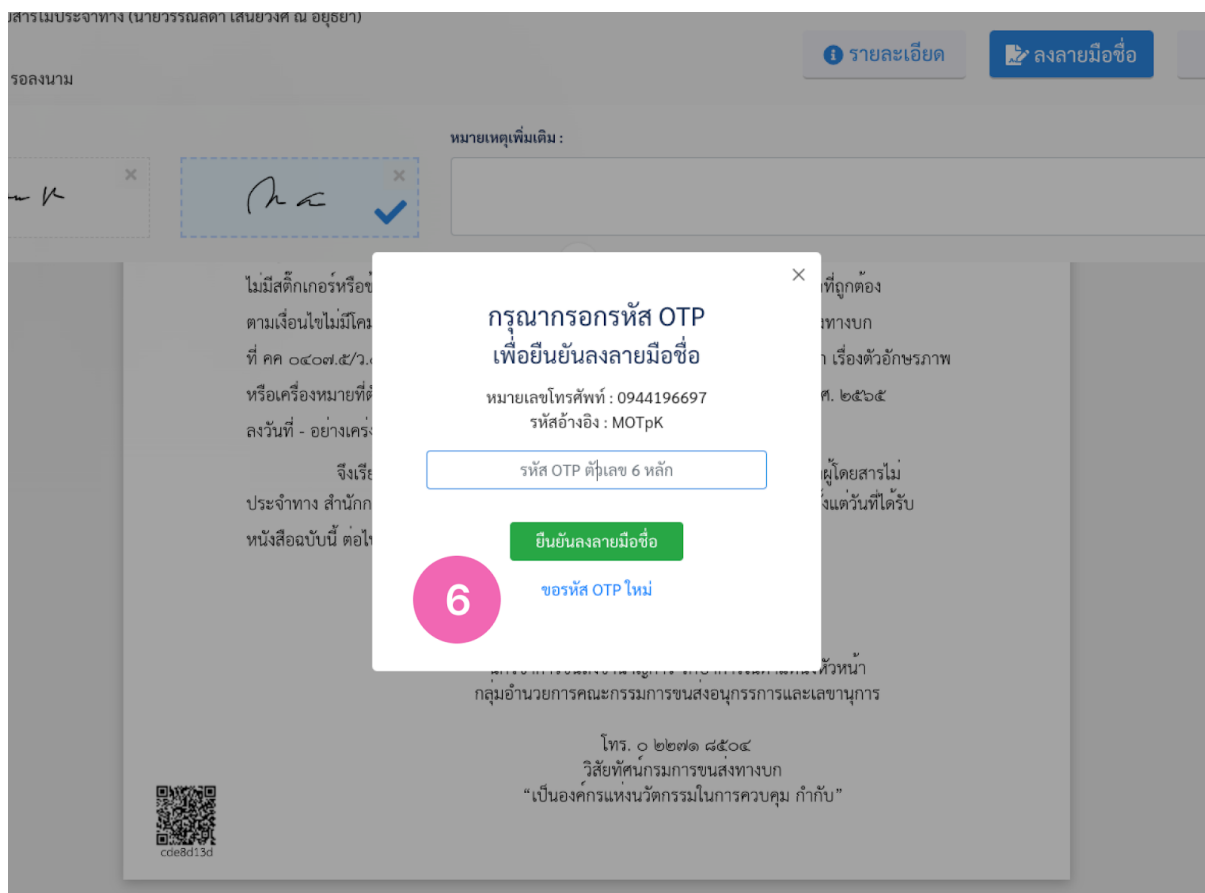 (นายวรรณลดา เสนียวงศ์ ณ อยุธยา)
รายละเอียด
ลงลายมือชื่อ
รอลงนาม
หมายเหตุเพิ่มเติม :
ไม่มีสติ๊กเกอร์หรือ
ที่ถูกต้อง
ตามเงื่อนไขไม่มีโคม
ที่ คค ๐๔๐๗.๕/ว.
เรื่องตัวอักษรภาพ
หรือเครื่องหมายที่
๒๕๖๕
ลงวันที่ - อย่างเคร่ง
กรุณากรอกรหัส OTP
เพื่อยืนยันลงลายมือชื่อ
หมายเลขโทรศัพท์ : 0944196697
รหัสอ้างอิง : MOTpK
รหัส OTP ตัวเลข 6 หลัก
ยืนยันลงลายมือชื่อ
ขอรหัส OTP ใหม่
6
จึงเรี
ผู้โดยสารไม่
ประจำทาง สำนักก
ตั้งแต่วันที่ได้รับ
หนังสือฉบับนี้ ต่อไ
หัวหน้า
กลุ่มอำนวยการคณะกรรมการขนส่งอนุกรรการและเลขานุการ
โทร. ๐ ๒๒๗๑ ๘๕๐๔
วิสัยทัศน์กรมการขนส่งทางบก
“เป็นองค์กรแห่งนวัตกรรมในการควบคุม กำกับ”
cde8d13d